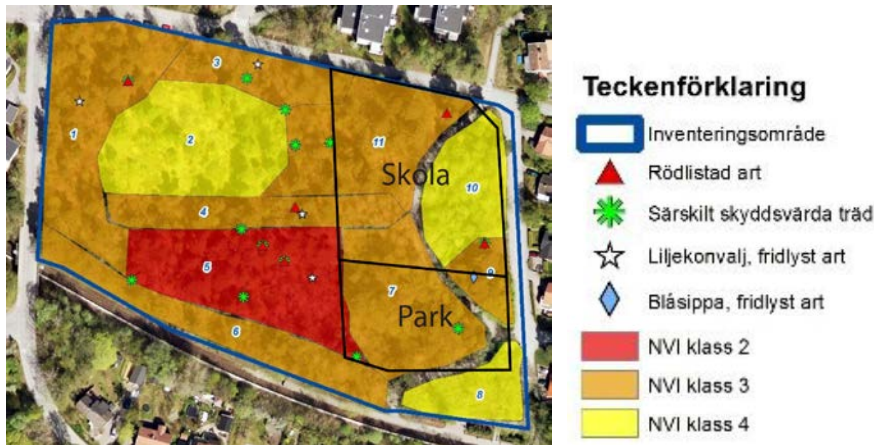 3
1
2
11
Skola
10
4
5
9
7
Park
6
8
Teckenförklaring
Inventeringsområde
Rödlistad art
Särskilt skyddsvärda träd
Liljekonvalj, fridlyst art
Blåsippa, fridlyst art
NVI klass 2
NVI klass 3
NVI klass 4